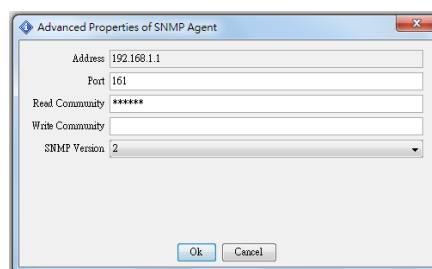 Advanced Properties of SNMP Agent
Address 192.168.1.1
Port 161
Read Community ******
Write Community
SNMP Version 2
Ok Cancel